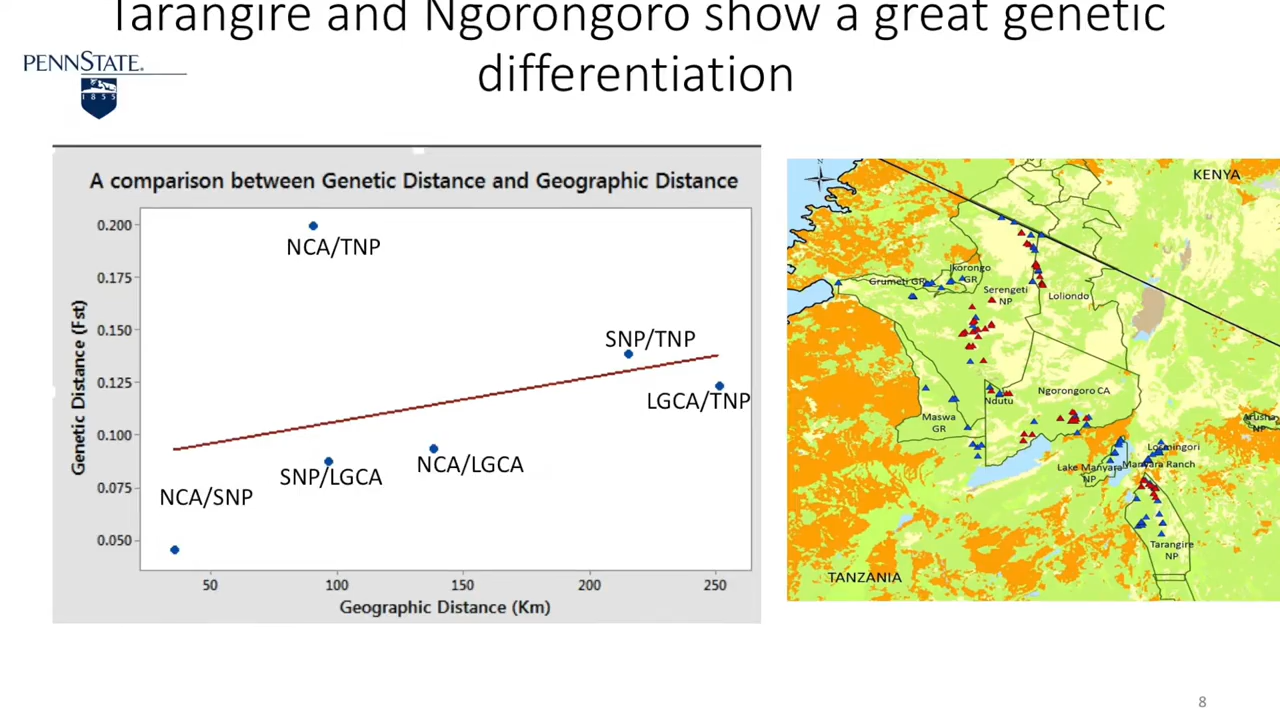 Tarangire and Ngorongoro show a great genetic
differentiation
PENNSTATE.
1855
A comparison between Genetic Distance and Geographic Distance
Genetic Distance (Fst)
0.200
0.175
0.150
0.125
0.100
0.075
0.050
NCA/TNP
SNP/TNP
LGCA/TNP
NCA/LGCA
SNP/LGCA
NCA/SNP
50
100
150
200
250
Geographic Distance (Km)
N
KENYA
Ikorongo
GR
Grumeti GR
Serengeti
NP
Loliondo
Ngorongoro CA
Ndutu
Maswa
GR
Arusha
NP
Lake Manyara
NP
Manyara Ranch
Tarangire
NP
TANZANIA
8